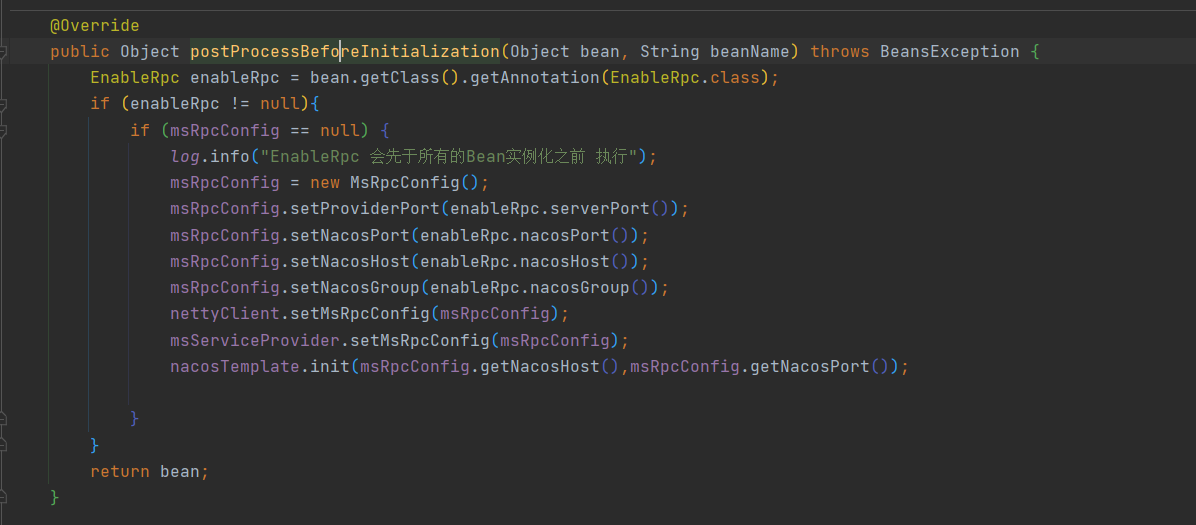 @Override
public Object postProcessBeforeInitialization(Object bean, String beanName) throws BeansException {
EnableRpc enableRpc = bean.getClass().getAnnotation(EnableRpc.class);
if (enableRpc != null){
if (msRpcConfig == null) {
log.info("EnableRpc 会先于所有的Bean实例化之前 执行");
msRpcConfig = new MsRpcConfig();
msRpcConfig.setProviderPort(enableRpc.serverPort());
msRpcConfig.setNacosPort(enableRpc.nacosPort());
msRpcConfig.setNacosHost(enableRpc.nacosHost());
msRpcConfig.setNacosGroup(enableRpc.nacosGroup());
nettyClient.setMsRpcConfig(msRpcConfig);
msServiceProvider.setMsRpcConfig(msRpcConfig);
nacosTemplate.init(msRpcConfig.getNacosHost(),msRpcConfig.getNacosPort());
}
}
return bean;
}